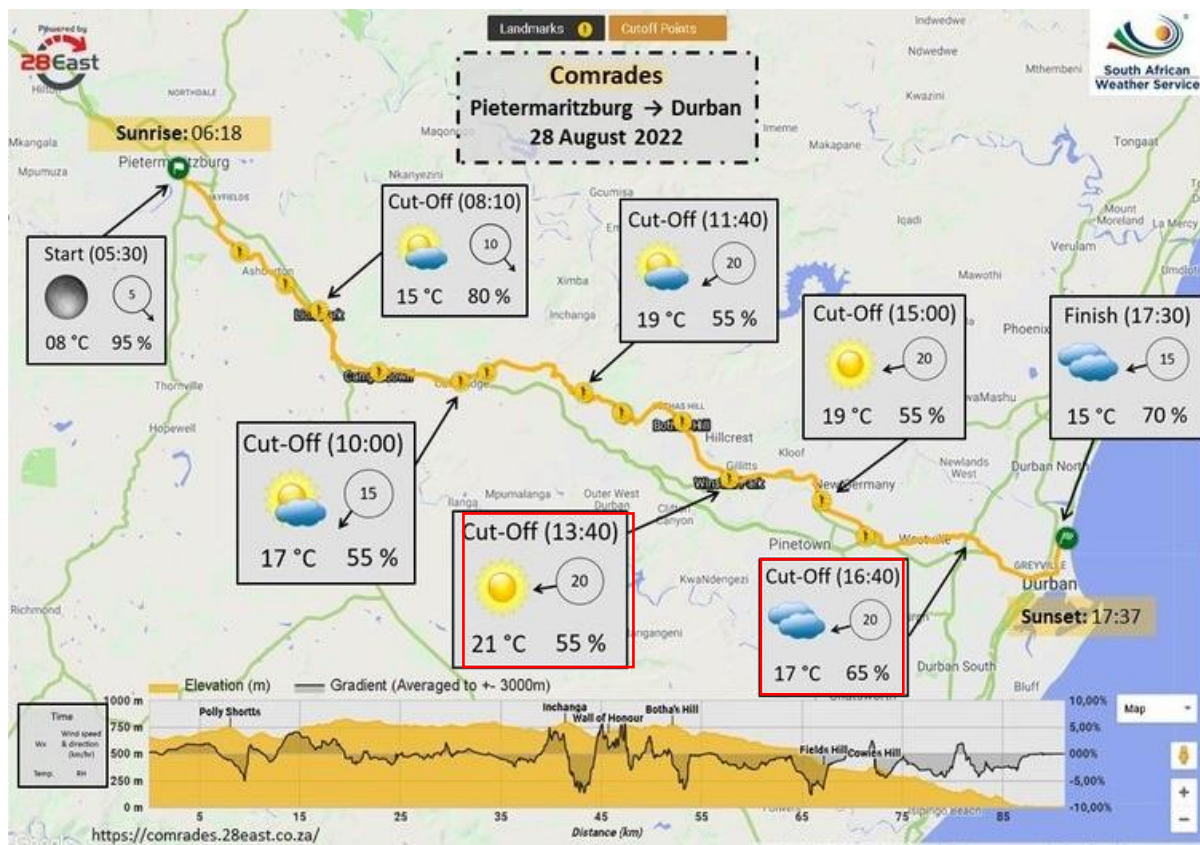 Powered by
28East
Landmarks
Cutoff Points
Comrades
Pietermaritzburg → Durban
28 August 2022
South African
Weather Service
Indwedwe
Ndwedwe
Mthembeni
Kwazini
Tongaat
Imeme
Makapane
NORTHDALE
Sunrise: 06:18
Mkangala
Mpumuza
Pietermaritzburg
Nkanyezini
Gcumisa
Iqadi
Mount
Moreland
La Mercy
Verulam
Mawothi
Start (05:30)
5
08 °C 95 %
Cut-Off (08:10)
10
15 °C 80 %
Cut-Off (11:40)
20
19 °C 55 %
Cut-Off (15:00)
20
19 °C 55 %
Finish (17:30)
15
15 °C 70 %
Ashburton
Ximba
Inchanga
Phoenix
Thornville
Hopewell
Hillcrest
Gillitts
Kloof
New Germany
Newlands
West
Durban North
Cut-Off (10:00)
15
17 °C 55 %
Mpumalanga
Outer West
Durban
Cut-Off (13:40)
20
21 °C 55 %
Pinetown
Westville
KwaNdengezi
Cut-Off (16:40)
20
17 °C 65 %
GREYVILLE
Durban
Sunset: 17:37
Richmond
Durban South
Bluff
Elevation (m)
Gradient (Averaged to +- 3000m)
Time
Wx
Wind speed
& direction
(km/hr)
Temp. RH
1000 m
750 m
500 m
250 m
0 m
Polly Shortts
Inchanga
Wall of Honour
Botha's Hill
Fields Hill
Cowies Hill
10,00%
5,00%
0,00%
-5,00%
-10,00%
Map
+
−
5 15 25 35 45 55 65 75 85
Isipingo Beach
Distance (km)
https://comrades.28east.co.za/